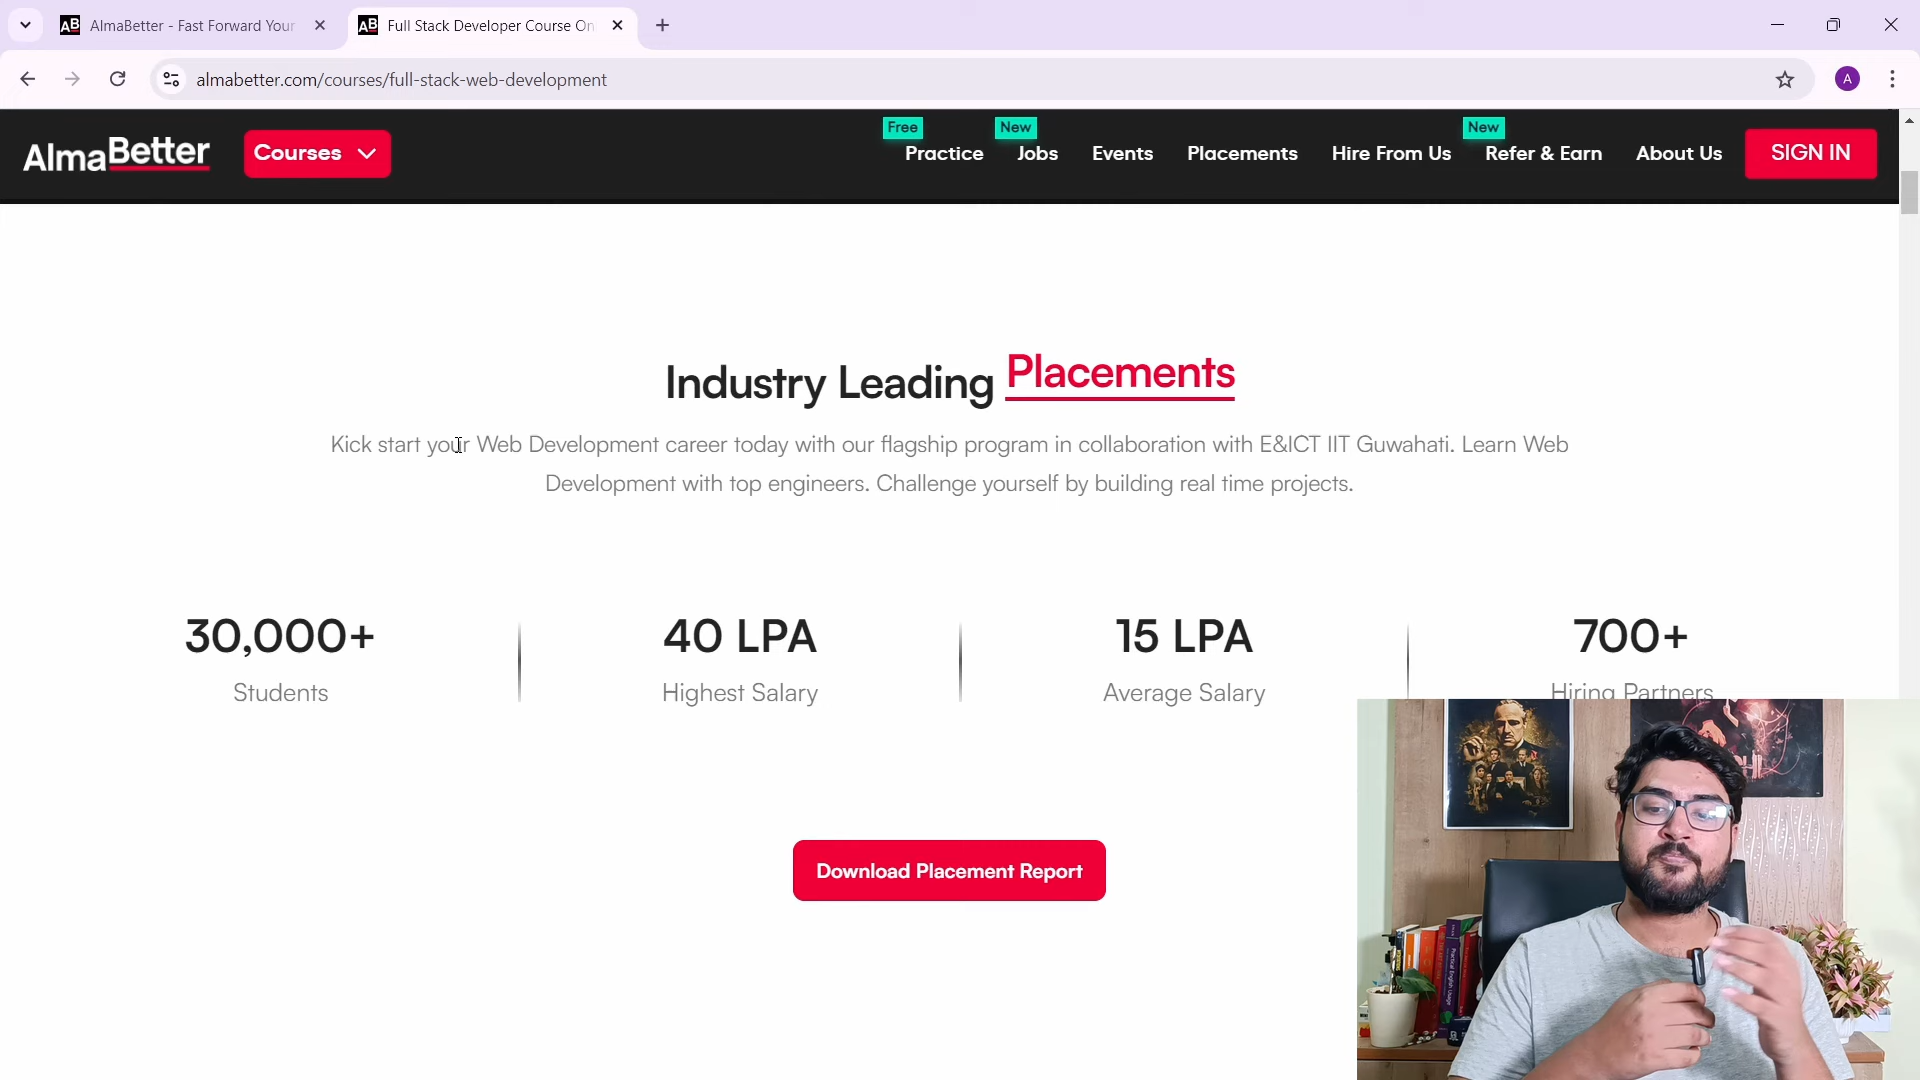 AlmaBetter - Fast Forward Your
Full Stack Developer Course On
almabetter.com/courses/full-stack-web-development
A
AlmaBetter
Courses
Free
Practice
New
Jobs
Events
Placements
Hire From Us
New
Refer & Earn
About Us
SIGN IN
Industry Leading Placements
Kick start your Web Development career today with our flagship program in collaboration with E&ICT IIT Guwahati. Learn Web
Development with top engineers. Challenge yourself by building real time projects.
30,000+
Students
40 LPA
Highest Salary
15 LPA
Average Salary
700+
Hiring Partners
Download Placement Report
Practical English Usage